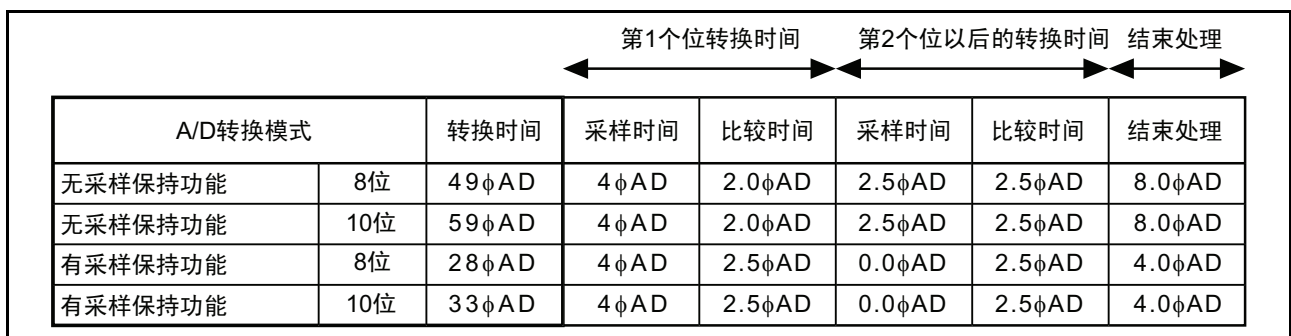 第1个位转换时间 第2个位以后的转换时间 结束处理
A/D转换模式 转换时间 采样时间 比较时间 采样时间 比较时间 结束处理
无采样保持功能 8位 49ϕAD 4ϕAD 2.0ϕAD 2.5ϕAD 2.5ϕAD 8.0ϕAD
无采样保持功能 10位 59ϕAD 4ϕAD 2.0ϕAD 2.5ϕAD 2.5ϕAD 8.0ϕAD
有采样保持功能 8位 28ϕAD 4ϕAD 2.5ϕAD 0.0ϕAD 2.5ϕAD 4.0ϕAD
有采样保持功能 10位 33ϕAD 4ϕAD 2.5ϕAD 0.0ϕAD 2.5ϕAD 4.0ϕAD